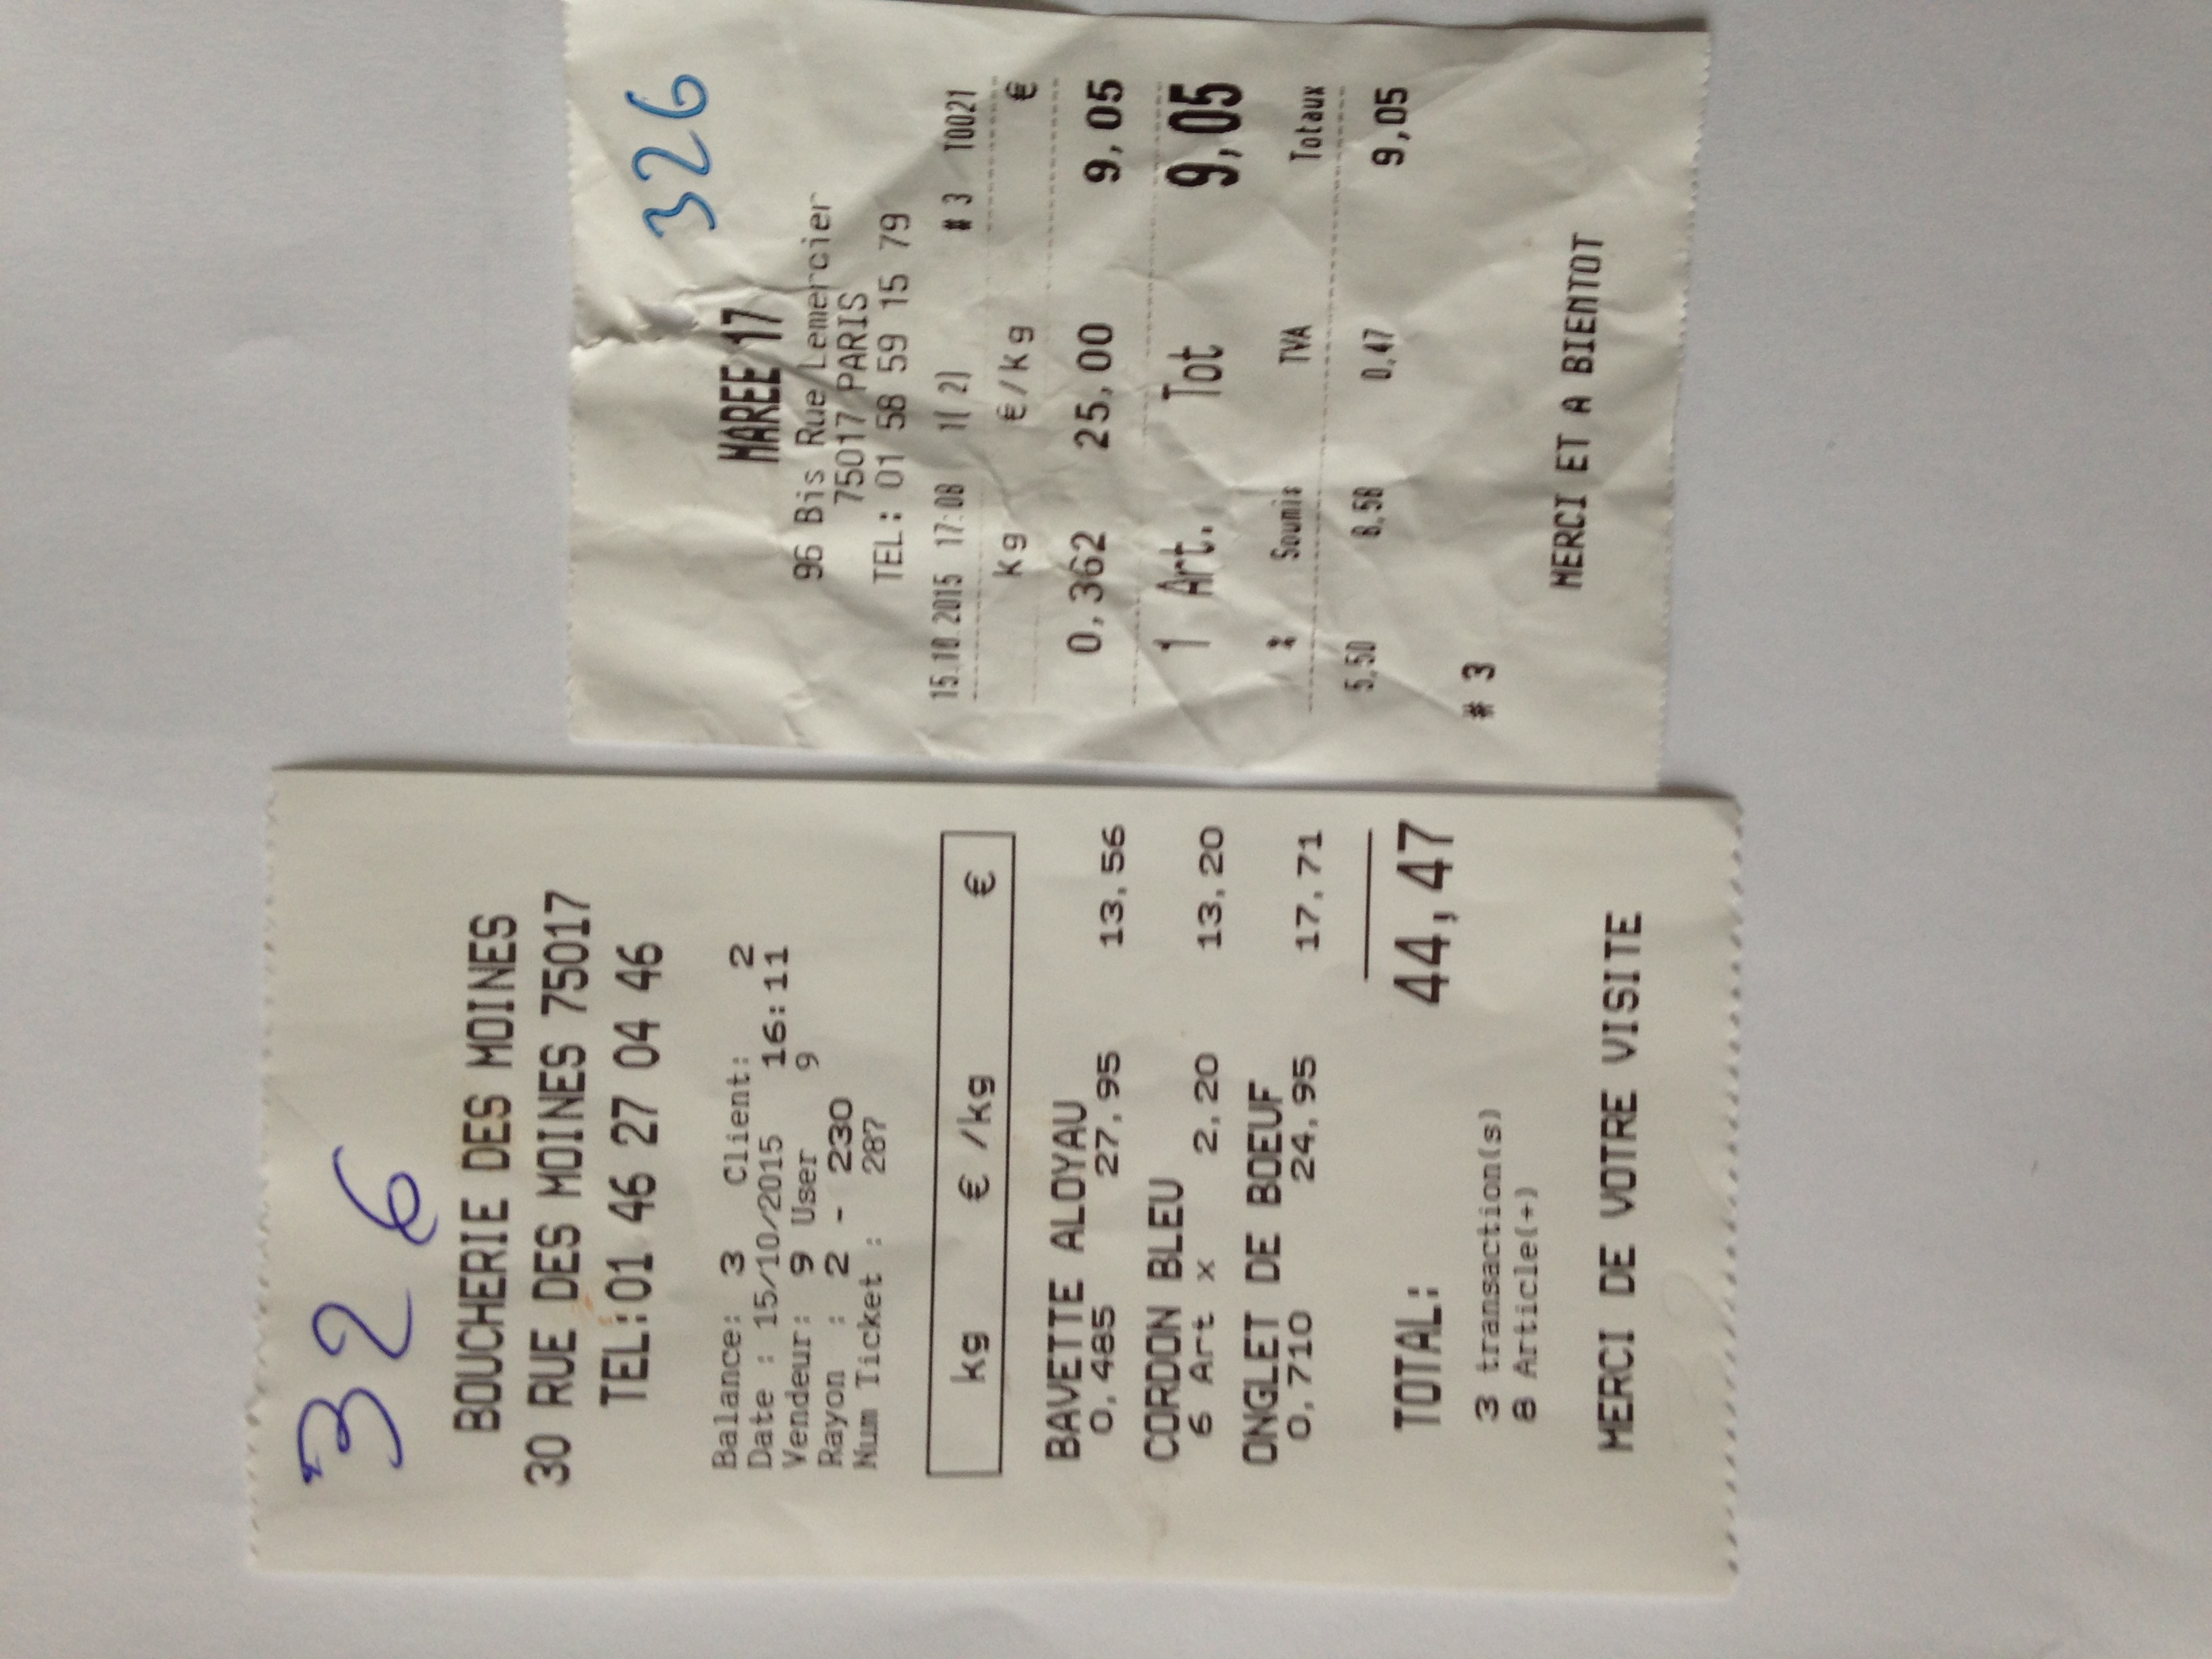 326
BOUCHERIE DES MOINES
30 RUE DES MOINES 75017
TEL:01 46 27 04 46
Balance: 3 Client: 2
Date : 15/10/2015 16:11
Vendeur: 9 User 9
Rayon : 2 - 230
Num Ticket : 287
kg € /kg €
BAVETTE ALOYAU
0,485 27,95 13,56
CORDON BLEU
6 Art x 2,20 13,20
ONGLET DE BOEUF
0,710 24,95 17,71
TOTAL: 44,47
3 transaction(s)
8 Article(+)
MERCI DE VOTRE VISITE
326
MAREE 17
96 Bis Rue Lemercier
75017 PARIS
TEL: 01 58 59 15 79
15.10.2015 17:08 1( 2) # 3 T0021
kg €/kg €
0,362 25,00 9,05
1 Art. Tot 9,05
% Soumis TVA Totaux
5,50 8,58 0,47 9,05
# 3
MERCI ET A BIENTOT